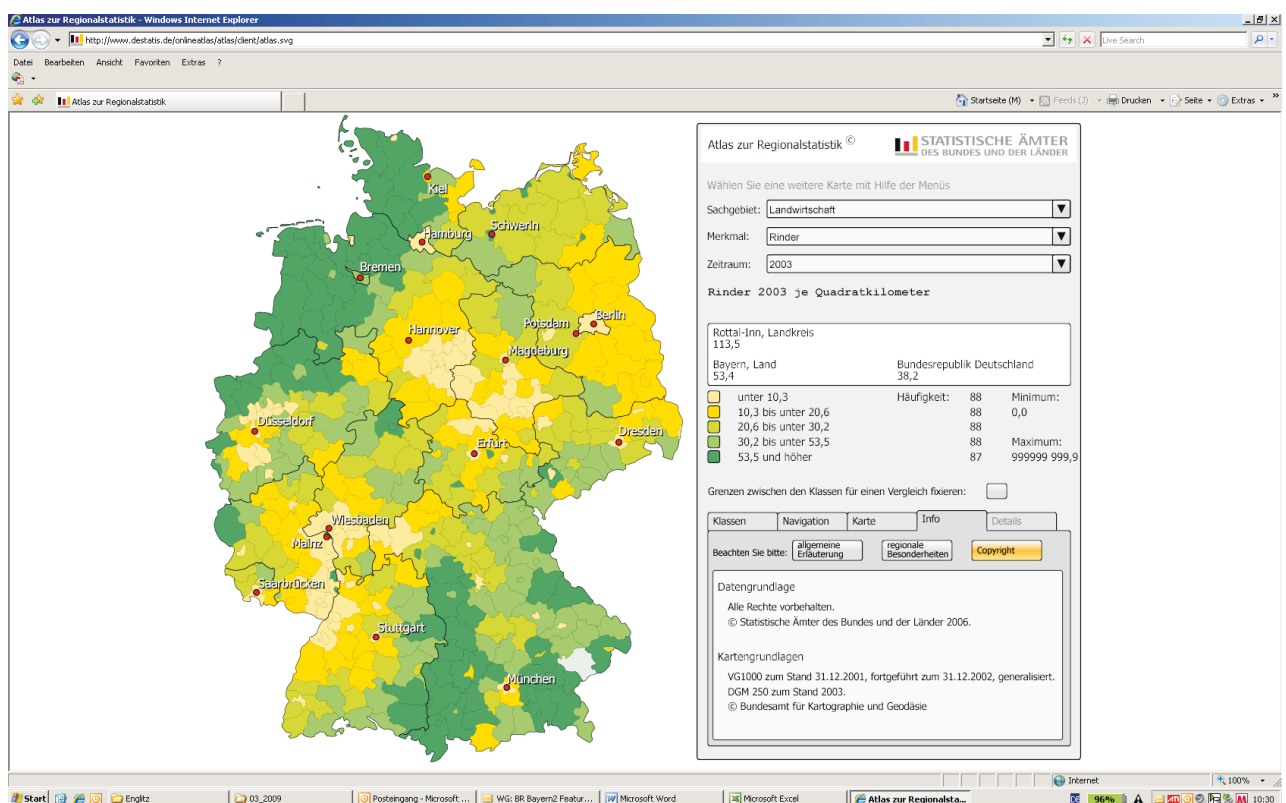 Atlas zur Regionalstatistik - Windows Internet Explorer
http://www.destatis.de/onlineatlas/atlas/client/atlas.svg
Live Search
Datei Bearbeiten Ansicht Favoriten Extras ?
Atlas zur Regionalstatistik
Startseite (M) Feeds (J) Drucken Seite Extras »
Kiel
Schwerin
Hamburg
Bremen
Berlin
Potsdam
Hannover
Magdeburg
Düsseldorf
Dresden
Erfurt
Wiesbaden
Mainz
Saarbrücken
Stuttgart
München
Atlas zur Regionalstatistik ©
STATISTISCHE ÄMTER
DES BUNDES UND DER LÄNDER
Wählen Sie eine weitere Karte mit Hilfe der Menüs
Sachgebiet: Landwirtschaft
Merkmal: Rinder
Zeitraum: 2003
Rinder 2003 je Quadratkilometer
Rottal-Inn, Landkreis
113,5
Bayern, Land Bundesrepublik Deutschland
53,4 38,2
unter 10,3 Häufigkeit: 88 Minimum:
10,3 bis unter 20,6 88 0,0
20,6 bis unter 30,2 88
30,2 bis unter 53,5 88 Maximum:
53,5 und höher 87 999999 999,9
Grenzen zwischen den Klassen für einen Vergleich fixieren:
Klassen Navigation Karte Info Details
Beachten Sie bitte: allgemeine Erläuterung regionale Besonderheiten Copyright
Datengrundlage
Alle Rechte vorbehalten.
© Statistische Ämter des Bundes und der Länder 2006.
Kartengrundlagen
VG1000 zum Stand 31.12.2001, fortgeführt zum 31.12.2002, generalisiert.
DGM 250 zum Stand 2003.
© Bundesamt für Kartographie und Geodäsie
Internet 100%
Start Englitz 03_2009 Posteingang - Microsoft ... WG: BR Bayern2 Featur... Microsoft Word Microsoft Excel Atlas zur Regionalsta... DE 96% 10:30